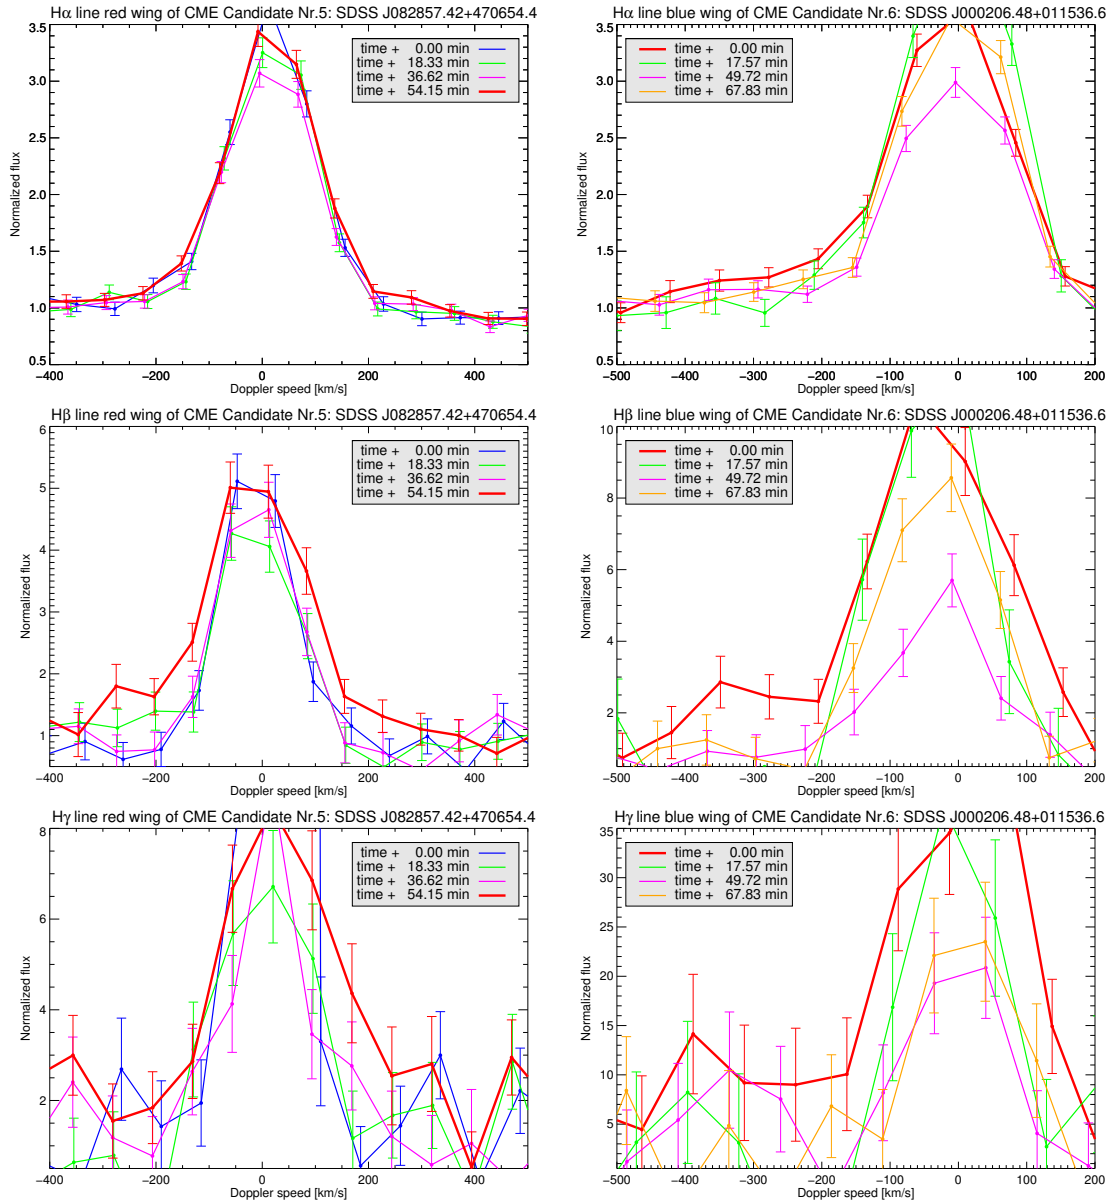 Hα line red wing of CME Candidate Nr.5: SDSS J082857.42+470654.4
time + 0.00 min
time + 18.33 min
time + 36.62 min
time + 54.15 min
Normalized flux
3.5
3.0
2.5
2.0
1.5
1.0
0.5
-400 -200 0 200 400
Doppler speed [km/s]
Hα line blue wing of CME Candidate Nr.6: SDSS J000206.48+011536.6
time + 0.00 min
time + 17.57 min
time + 49.72 min
time + 67.83 min
Normalized flux
3.5
3.0
2.5
2.0
1.5
1.0
0.5
-500 -400 -300 -200 -100 0 100 200
Doppler speed [km/s]
Hβ line red wing of CME Candidate Nr.5: SDSS J082857.42+470654.4
time + 0.00 min
time + 18.33 min
time + 36.62 min
time + 54.15 min
Normalized flux
6
5
4
3
2
1
-400 -200 0 200 400
Doppler speed [km/s]
Hβ line blue wing of CME Candidate Nr.6: SDSS J000206.48+011536.6
time + 0.00 min
time + 17.57 min
time + 49.72 min
time + 67.83 min
Normalized flux
10
8
6
4
2
-500 -400 -300 -200 -100 0 100 200
Doppler speed [km/s]
Hγ line red wing of CME Candidate Nr.5: SDSS J082857.42+470654.4
time + 0.00 min
time + 18.33 min
time + 36.62 min
time + 54.15 min
Normalized flux
8
6
4
2
-400 -200 0 200 400
Doppler speed [km/s]
Hγ line blue wing of CME Candidate Nr.6: SDSS J000206.48+011536.6
time + 0.00 min
time + 17.57 min
time + 49.72 min
time + 67.83 min
Normalized flux
35
30
25
20
15
10
5
-500 -400 -300 -200 -100 0 100 200
Doppler speed [km/s]